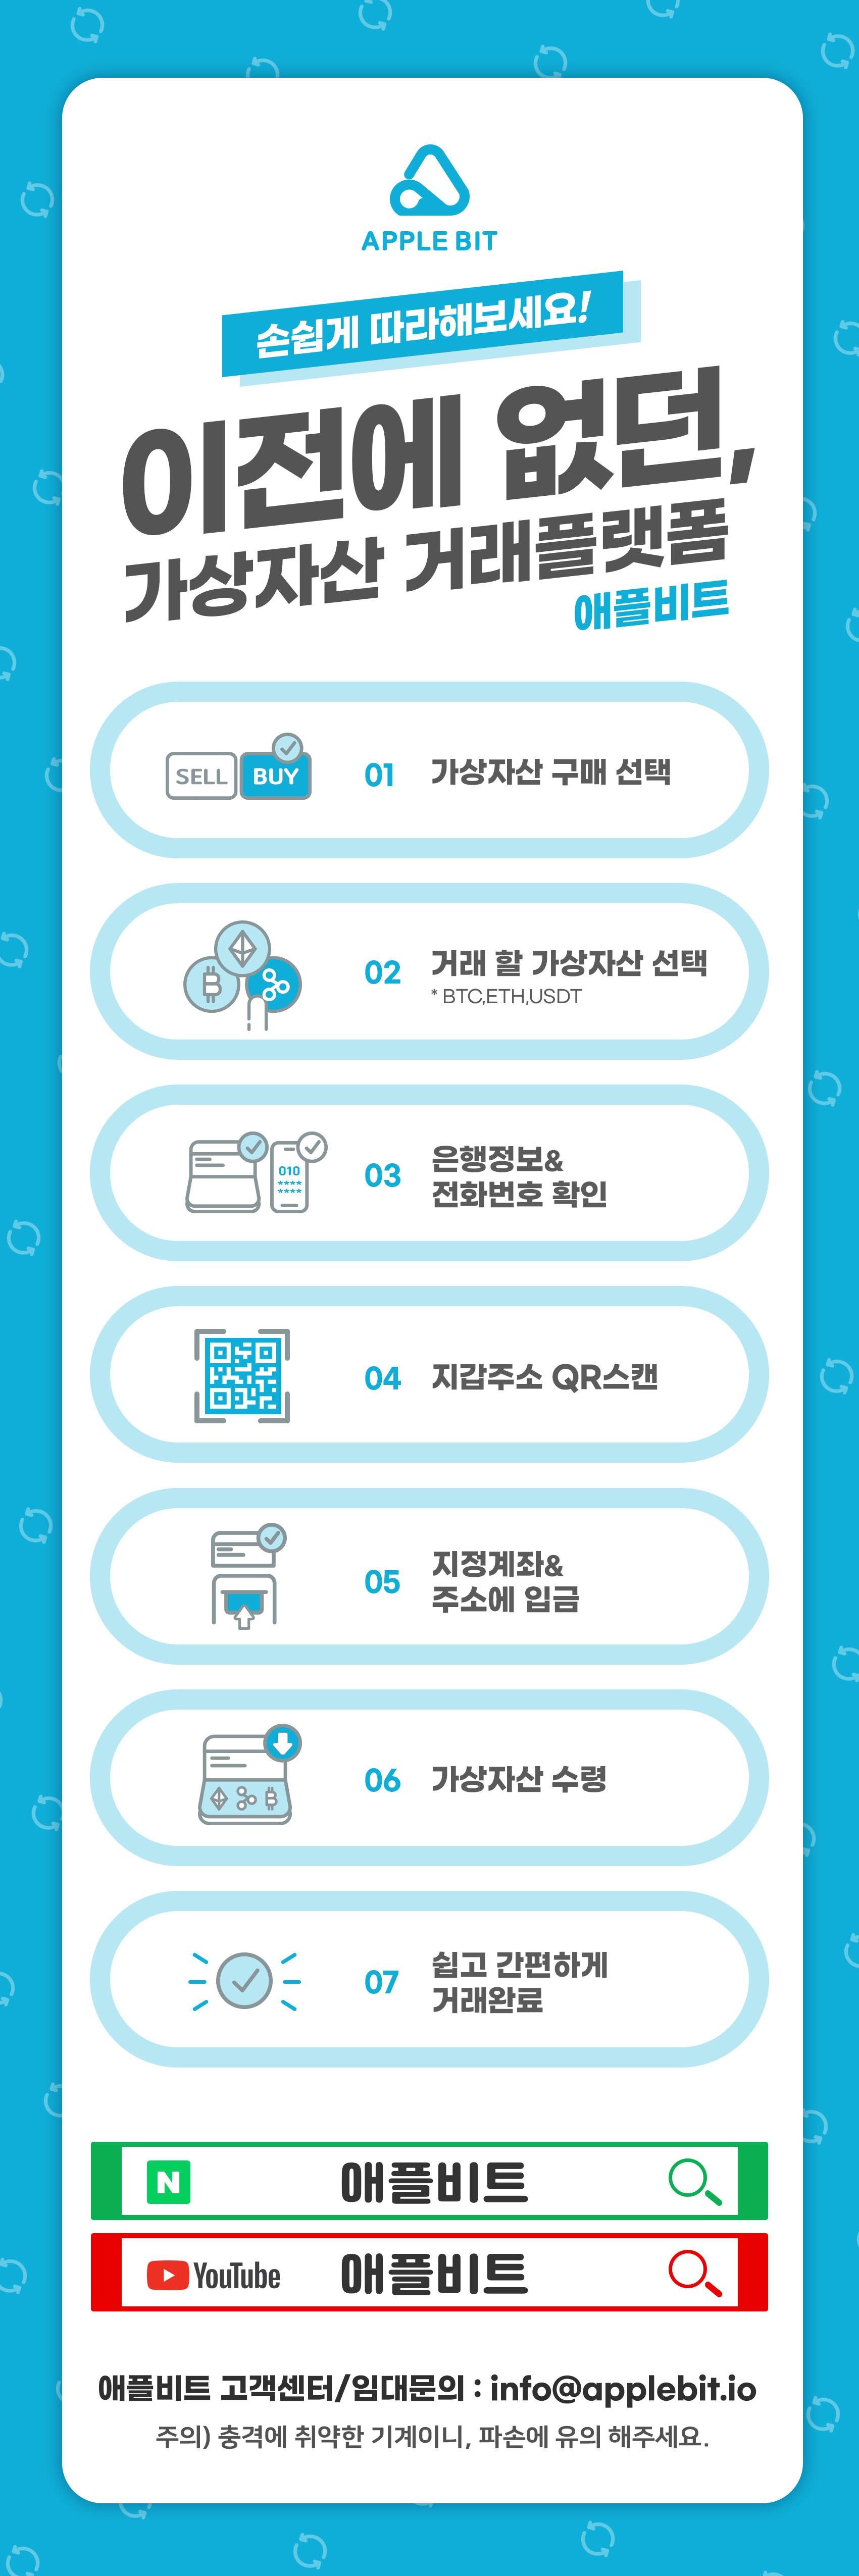 APPLE BIT
손쉽게 따라해보세요!
이전에 없던,
가상자산 거래플랫폼
애플비트
SELL BUY
01 가상자산 구매 선택
02 거래 할 가상자산 선택
* BTC,ETH,USDT
010
****
****
03 은행정보&
전화번호 확인
04 지갑주소 QR스캔
05 지정계좌&
주소에 입금
06 가상자산 수령
07 쉽고 간편하게
거래완료
N 애플비트
YouTube 애플비트
애플비트 고객센터/임대문의 : info@applebit.io
주의) 충격에 취약한 기계이니, 파손에 유의 해주세요.